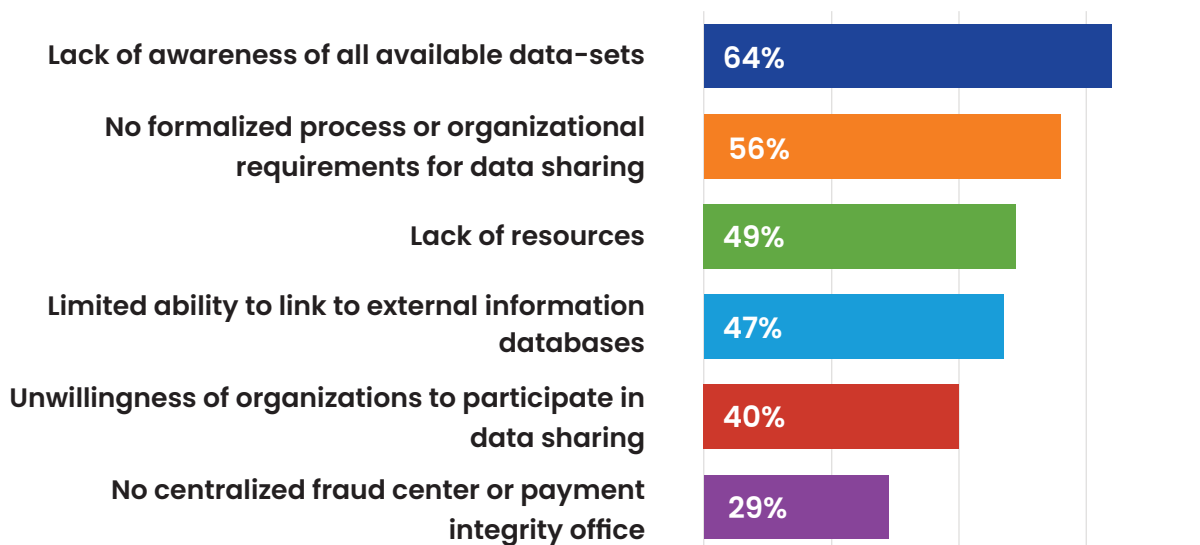 Lack of awareness of all available data-sets
64%
No formalized process or organizational
requirements for data sharing
56%
Lack of resources
49%
Limited ability to link to external information
databases
47%
Unwillingness of organizations to participate in
data sharing
40%
No centralized fraud center or payment
integrity office
29%